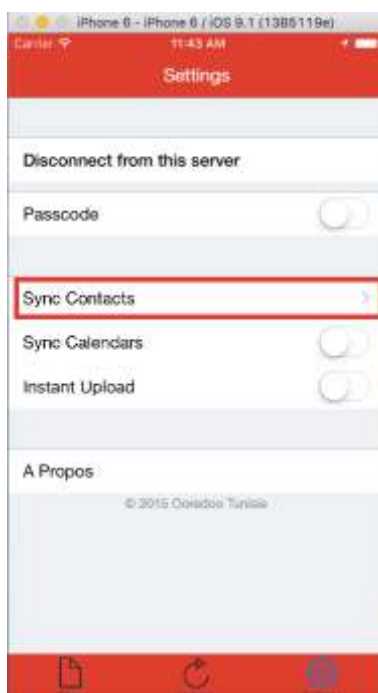 iPhone 6 - iPhone 6 / iOS 9.1 (13B5119e)
Carrier 11:43 AM
Settings
Disconnect from this server
Passcode
Sync Contacts
Sync Calendars
Instant Upload
A Propos
© 2015 Ooredoo Tunisie